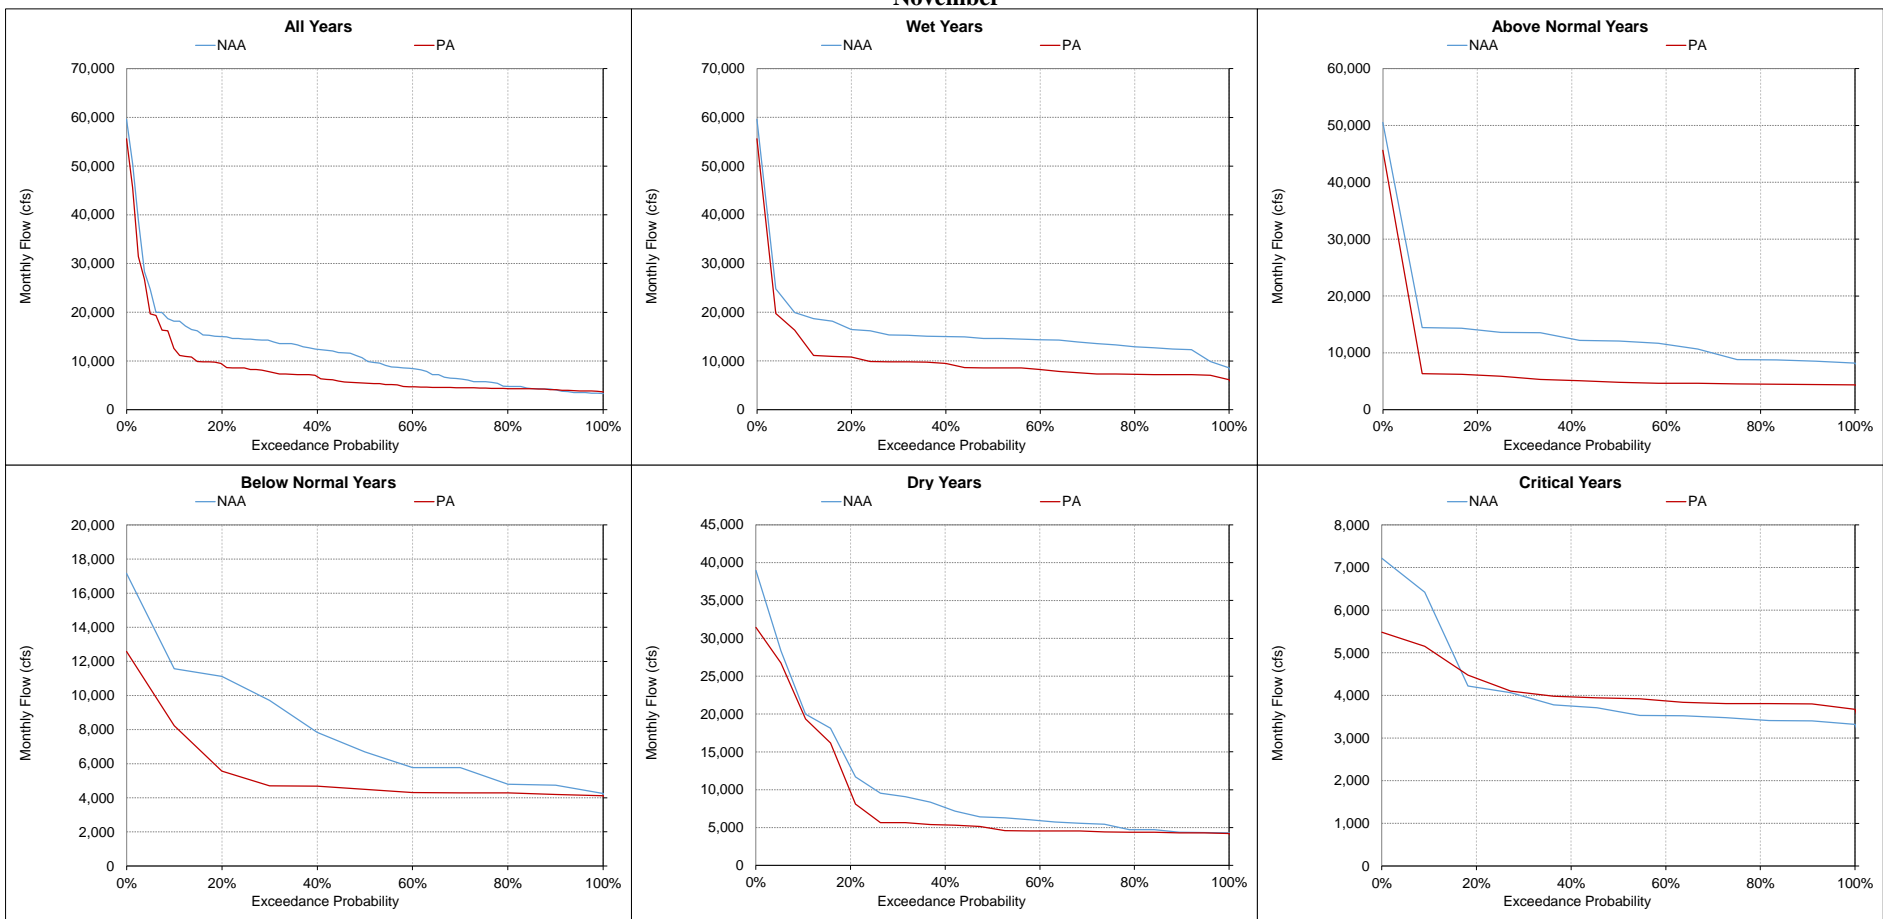 November
All Years
NAA PA
70,000
60,000
50,000
40,000
30,000
20,000
10,000
0
0% 20% 40% 60% 80% 100%
Monthly Flow (cfs)
Exceedance Probability
Wet Years
NAA PA
70,000
60,000
50,000
40,000
30,000
20,000
10,000
0
0% 20% 40% 60% 80% 100%
Monthly Flow (cfs)
Exceedance Probability
Above Normal Years
NAA PA
60,000
50,000
40,000
30,000
20,000
10,000
0
0% 20% 40% 60% 80% 100%
Monthly Flow (cfs)
Exceedance Probability
Below Normal Years
NAA PA
20,000
18,000
16,000
14,000
12,000
10,000
8,000
6,000
4,000
2,000
0
0% 20% 40% 60% 80% 100%
Monthly Flow (cfs)
Exceedance Probability
Dry Years
NAA PA
45,000
40,000
35,000
30,000
25,000
20,000
15,000
10,000
5,000
0
0% 20% 40% 60% 80% 100%
Monthly Flow (cfs)
Exceedance Probability
Critical Years
NAA PA
8,000
7,000
6,000
5,000
4,000
3,000
2,000
1,000
0
0% 20% 40% 60% 80% 100%
Monthly Flow (cfs)
Exceedance Probability